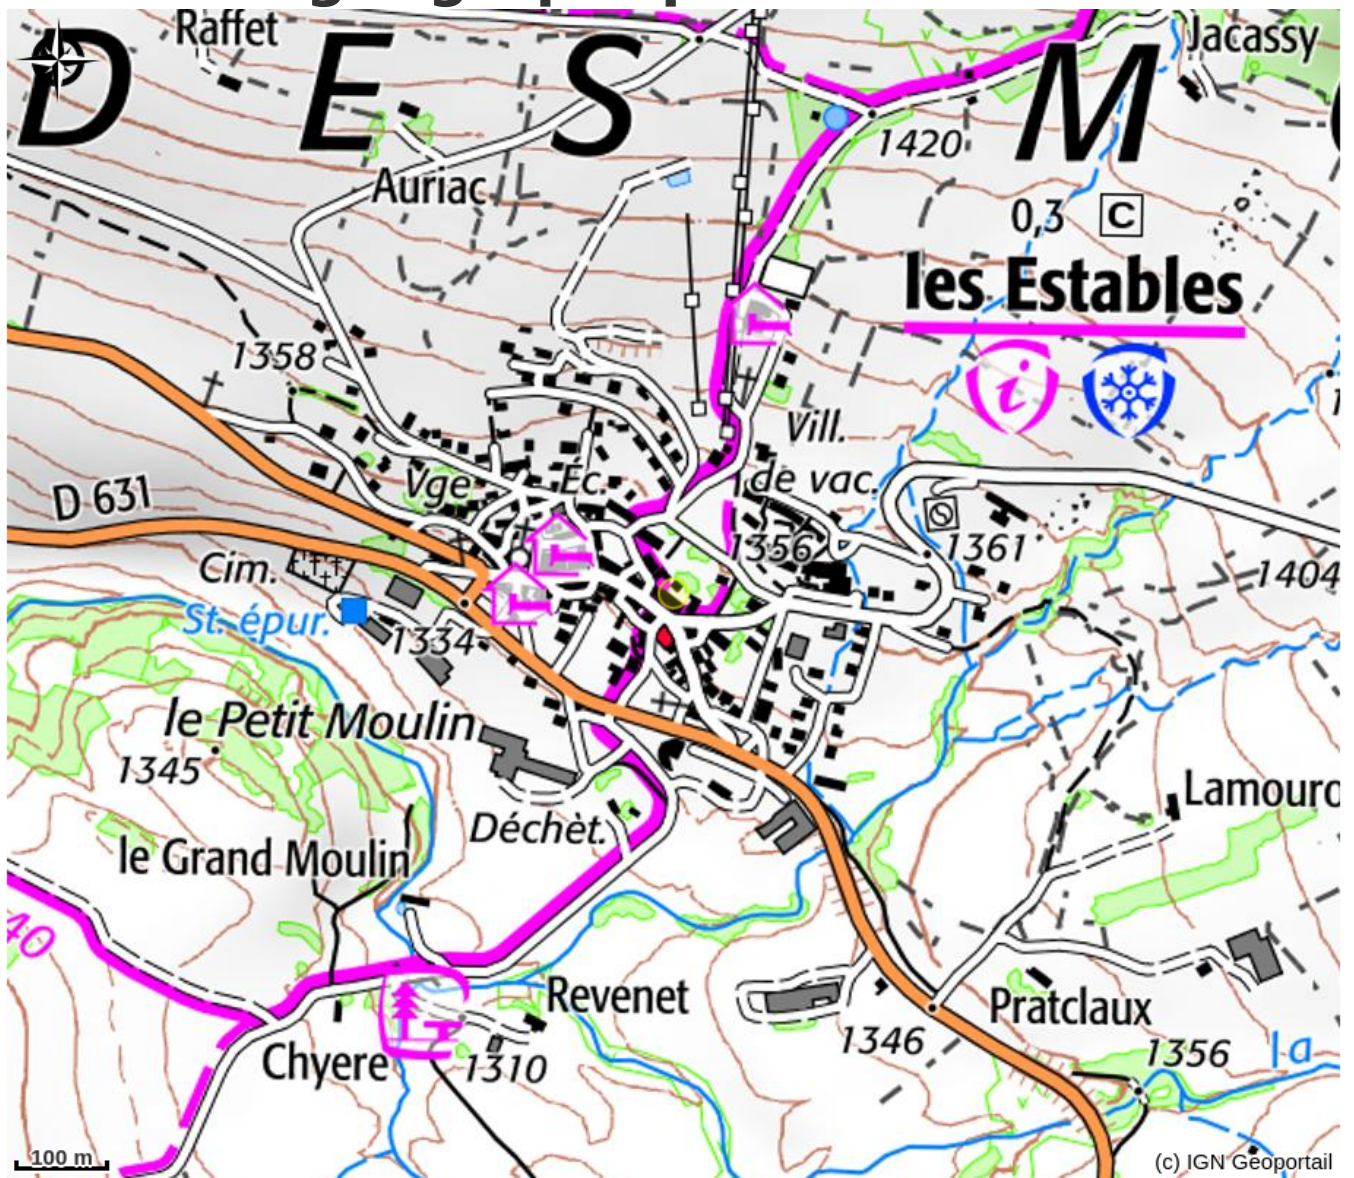 Raffet
Jacassy
D E S M
1420
Auriac
0,3 C
les Estables
i
1358
Vill.
de vac.
Vge
Éc.
D 631
1356
1361
1404
Cim.
St. épur.
1334
le Petit Moulin
1345
Lamouro
Déchèt.
le Grand Moulin
40
Revenet
Pratclaux
1346
1356
la
Chyere
1310
100 m
(c) IGN Geoportail